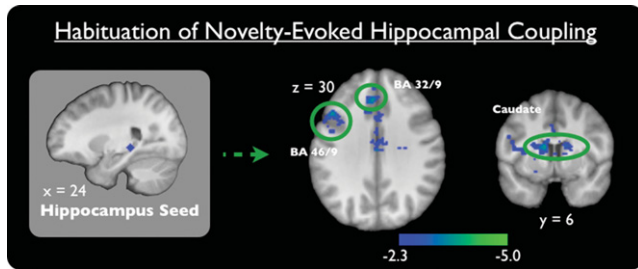 Habituation of Novelty-Evoked Hippocampal Coupling
x = 24
Hippocampus Seed
z = 30
BA 32/9
BA 46/9
Caudate
y = 6
-2.3
-5.0